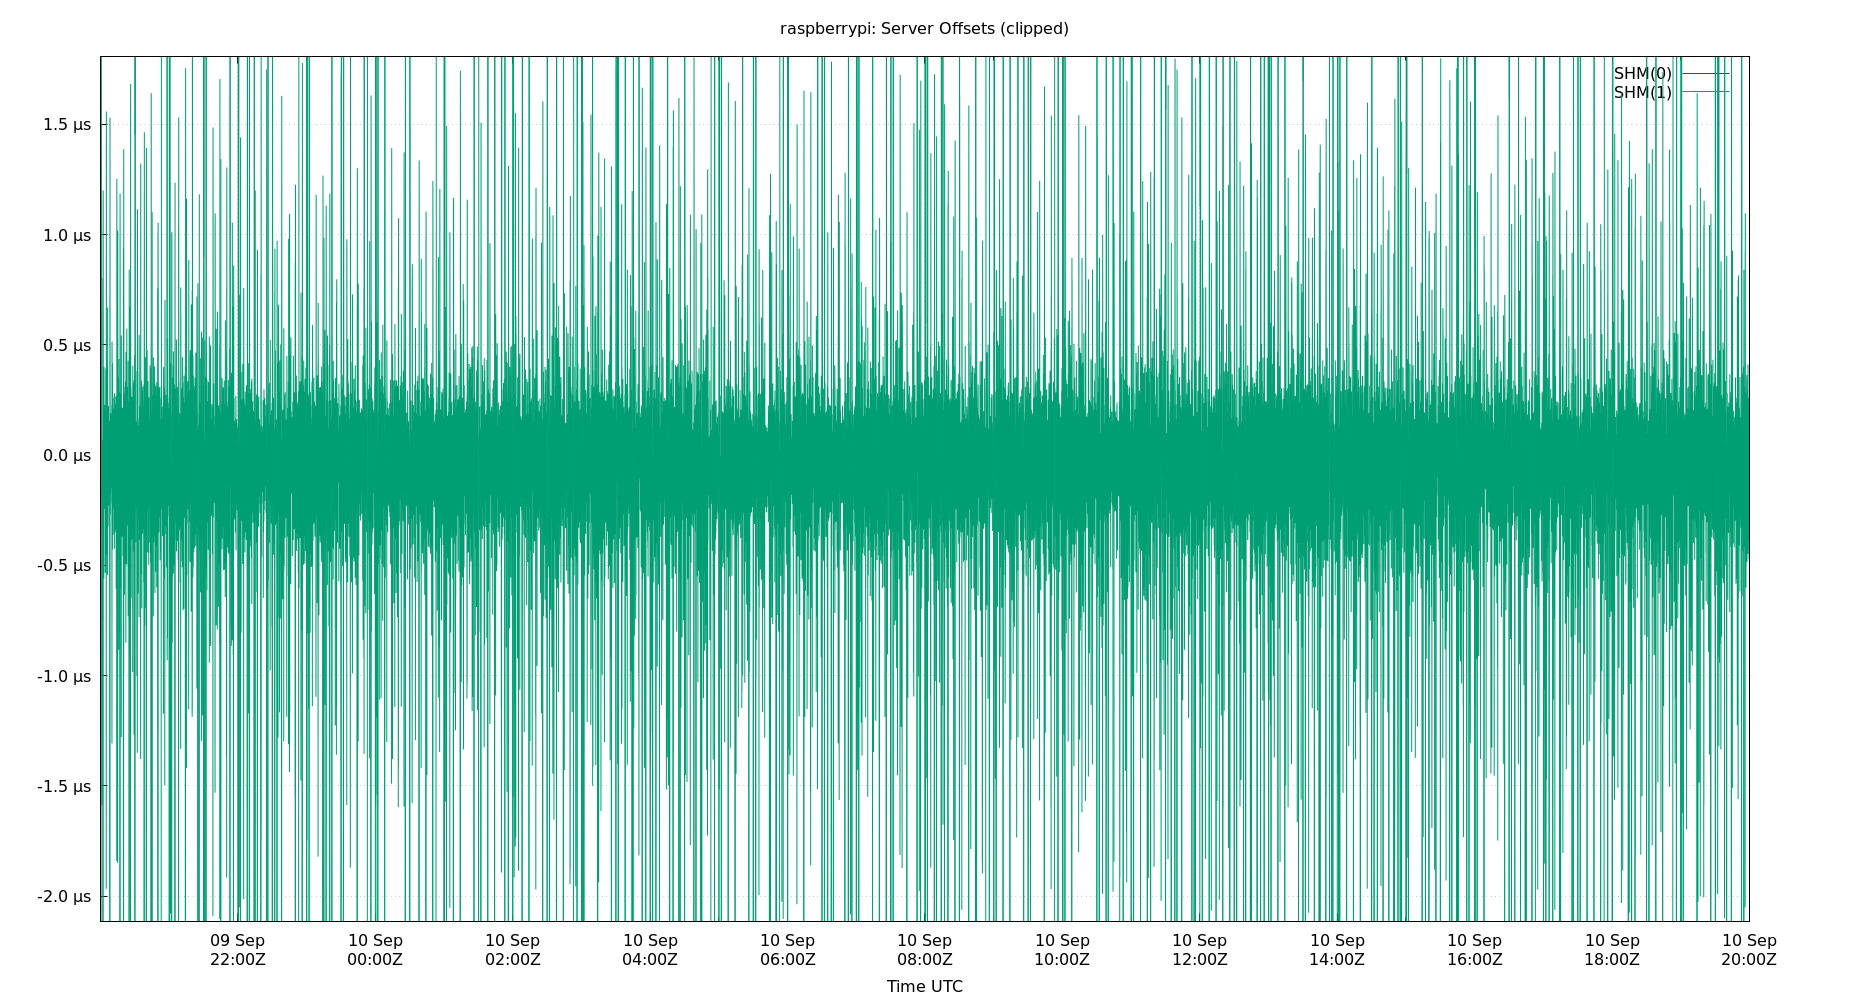 raspberrypi: Server Offsets (clipped)
SHM(0)
SHM(1)
1.5 µs
1.0 µs
0.5 µs
0.0 µs
-0.5 µs
-1.0 µs
-1.5 µs
-2.0 µs
09 Sep 10 Sep 10 Sep 10 Sep 10 Sep 10 Sep 10 Sep 10 Sep 10 Sep 10 Sep 10 Sep 10 Sep
22:00Z 00:00Z 02:00Z 04:00Z 06:00Z 08:00Z 10:00Z 12:00Z 14:00Z 16:00Z 18:00Z 20:00Z
Time UTC